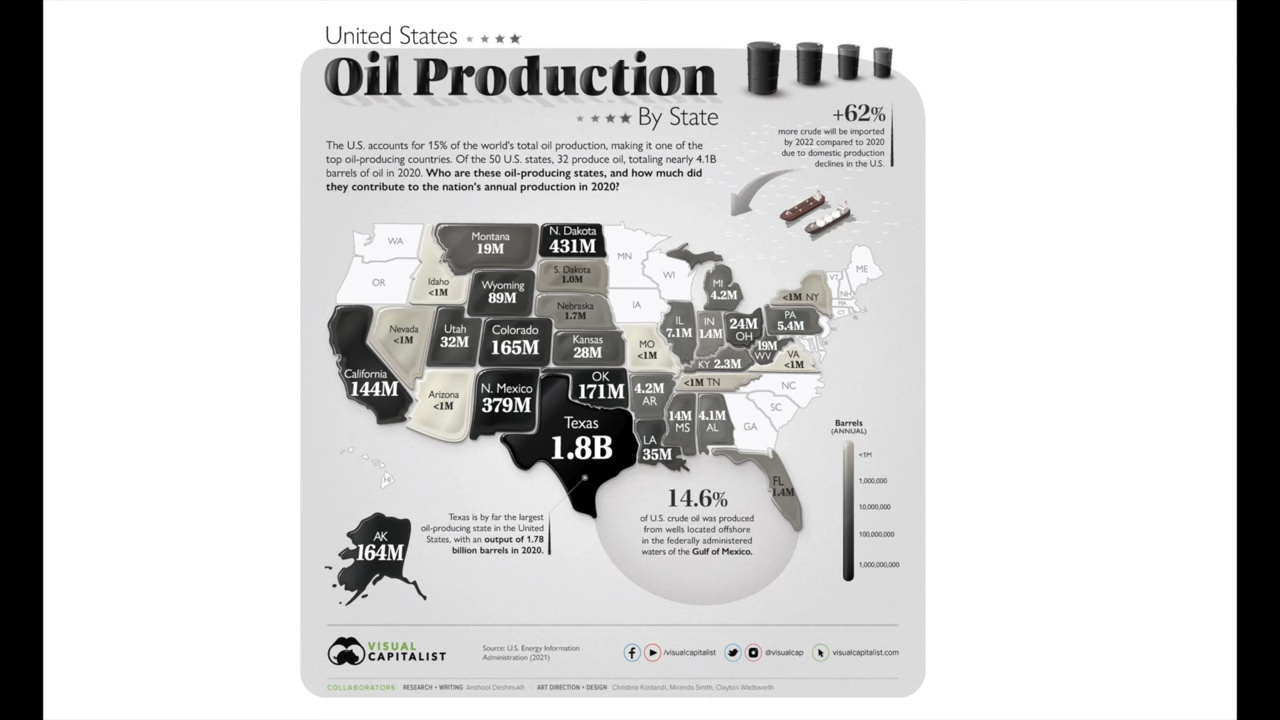 United States
Oil Production
By State
+62%
more crude will be imported
by 2022 compared to 2020
due to domestic production
declines in the U.S.
The U.S. accounts for 15% of the world's total oil production, making it one of the
top oil-producing countries. Of the 50 U.S. states, 32 produce oil, totaling nearly 4.1B
barrels of oil in 2020. Who are these oil-producing states, and how much did
they contribute to the nation's annual production in 2020?
WA
OR
Idaho
<1M
Montana
19M
N. Dakota
431M
MN
S. Dakota
1.0M
Wyoming
89M
Nebraska
1.7M
WI
IA
MI
4.2M
<1M NY
VT
NH
ME
MA
CT
RI
California
144M
Nevada
<1M
Utah
32M
Colorado
165M
Kansas
28M
MO
<1M
IL
7.1M
IN
1.4M
24M
OH
PA
5.4M
19M
WV
VA
<1M
KY 2.3M
Arizona
<1M
N. Mexico
379M
OK
171M
4.2M
AR
<1M TN
NC
SC
GA
Texas
1.8B
LA
35M
14M
MS
4.1M
AL
FL
1.4M
HI
AK
164M
Texas is by far the largest
oil-producing state in the United
States, with an output of 1.78
billion barrels in 2020.
14.6%
of U.S. crude oil was produced
from wells located offshore
in the federally administered
waters of the Gulf of Mexico.
Barrels
(ANNUAL)
<1M
1,000,000
10,000,000
100,000,000
1,000,000,000
VISUAL
CAPITALIST
Source: U.S. Energy Information
Administration (2021)
/visualcapitalist
@visualcap
visualcapitalist.com
COLLABORATORS RESEARCH + WRITING Amshool Deshmukh ART DIRECTION + DESIGN Christina Kostandi, Miranda Smith, Clayton Wadsworth